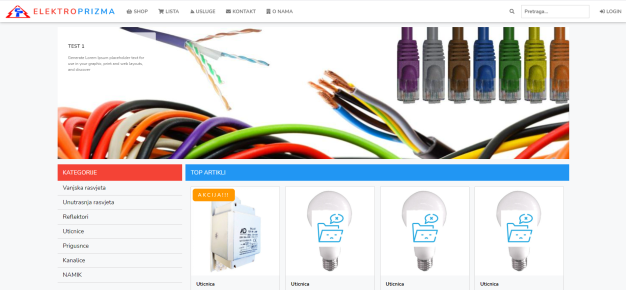 ELEKTROPRIZMA
SHOP
LISTA
USLUGE
KONTAKT
O NAMA
Pretraga...
LOGIN
TEST 1
Generate Lorem Ipsum placeholder text for
use in your graphic, print and web layouts,
and discover
KATEGORIJE
TOP ARTIKLI
Vanjska rasvjeta
Unutrasnja rasvjeta
Reflektori
Uticnice
Prigusnice
Kanalice
NAMIK
AKCIJA!!!
Uticnica
Uticnica
Uticnica
Uticnica